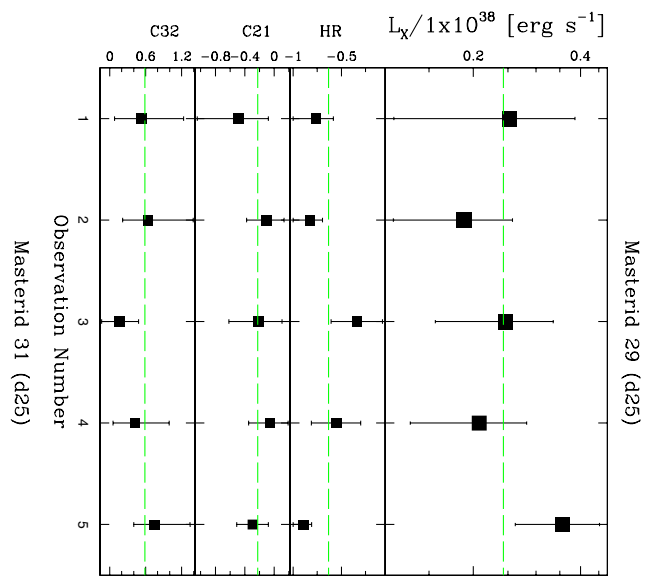 Masterid 29 (d25)
L_X/1x10^38 [erg s^−1]
0.2 0.4
HR
−1 −0.5
C21
−0.8 −0.4 0
C32
0 0.6 1.2
1 2 3 4 5
Observation Number
Masterid 31 (d25)